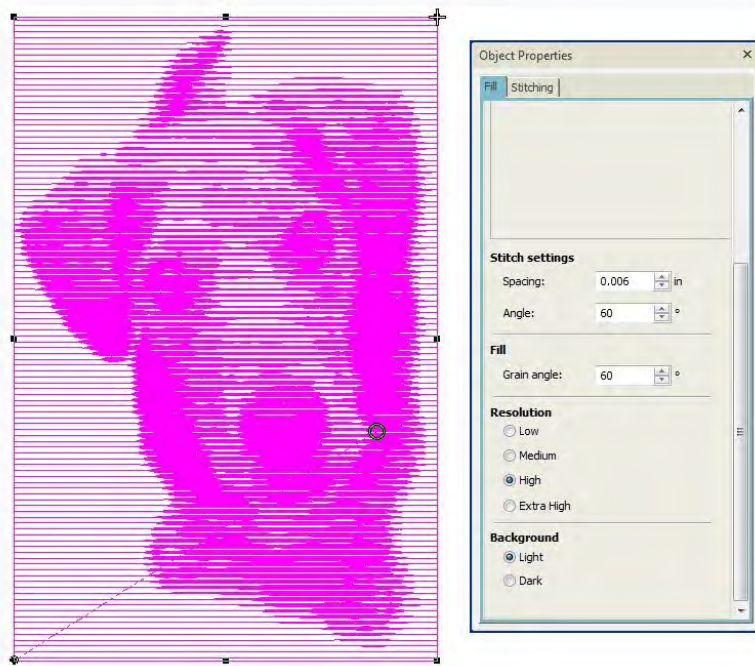 Object Properties
Fill Stitching
Stitch settings
Spacing: 0.006 in
Angle: 60 °
Fill
Grain angle: 60 °
Resolution
Low
Medium
High
Extra High
Background
Light
Dark